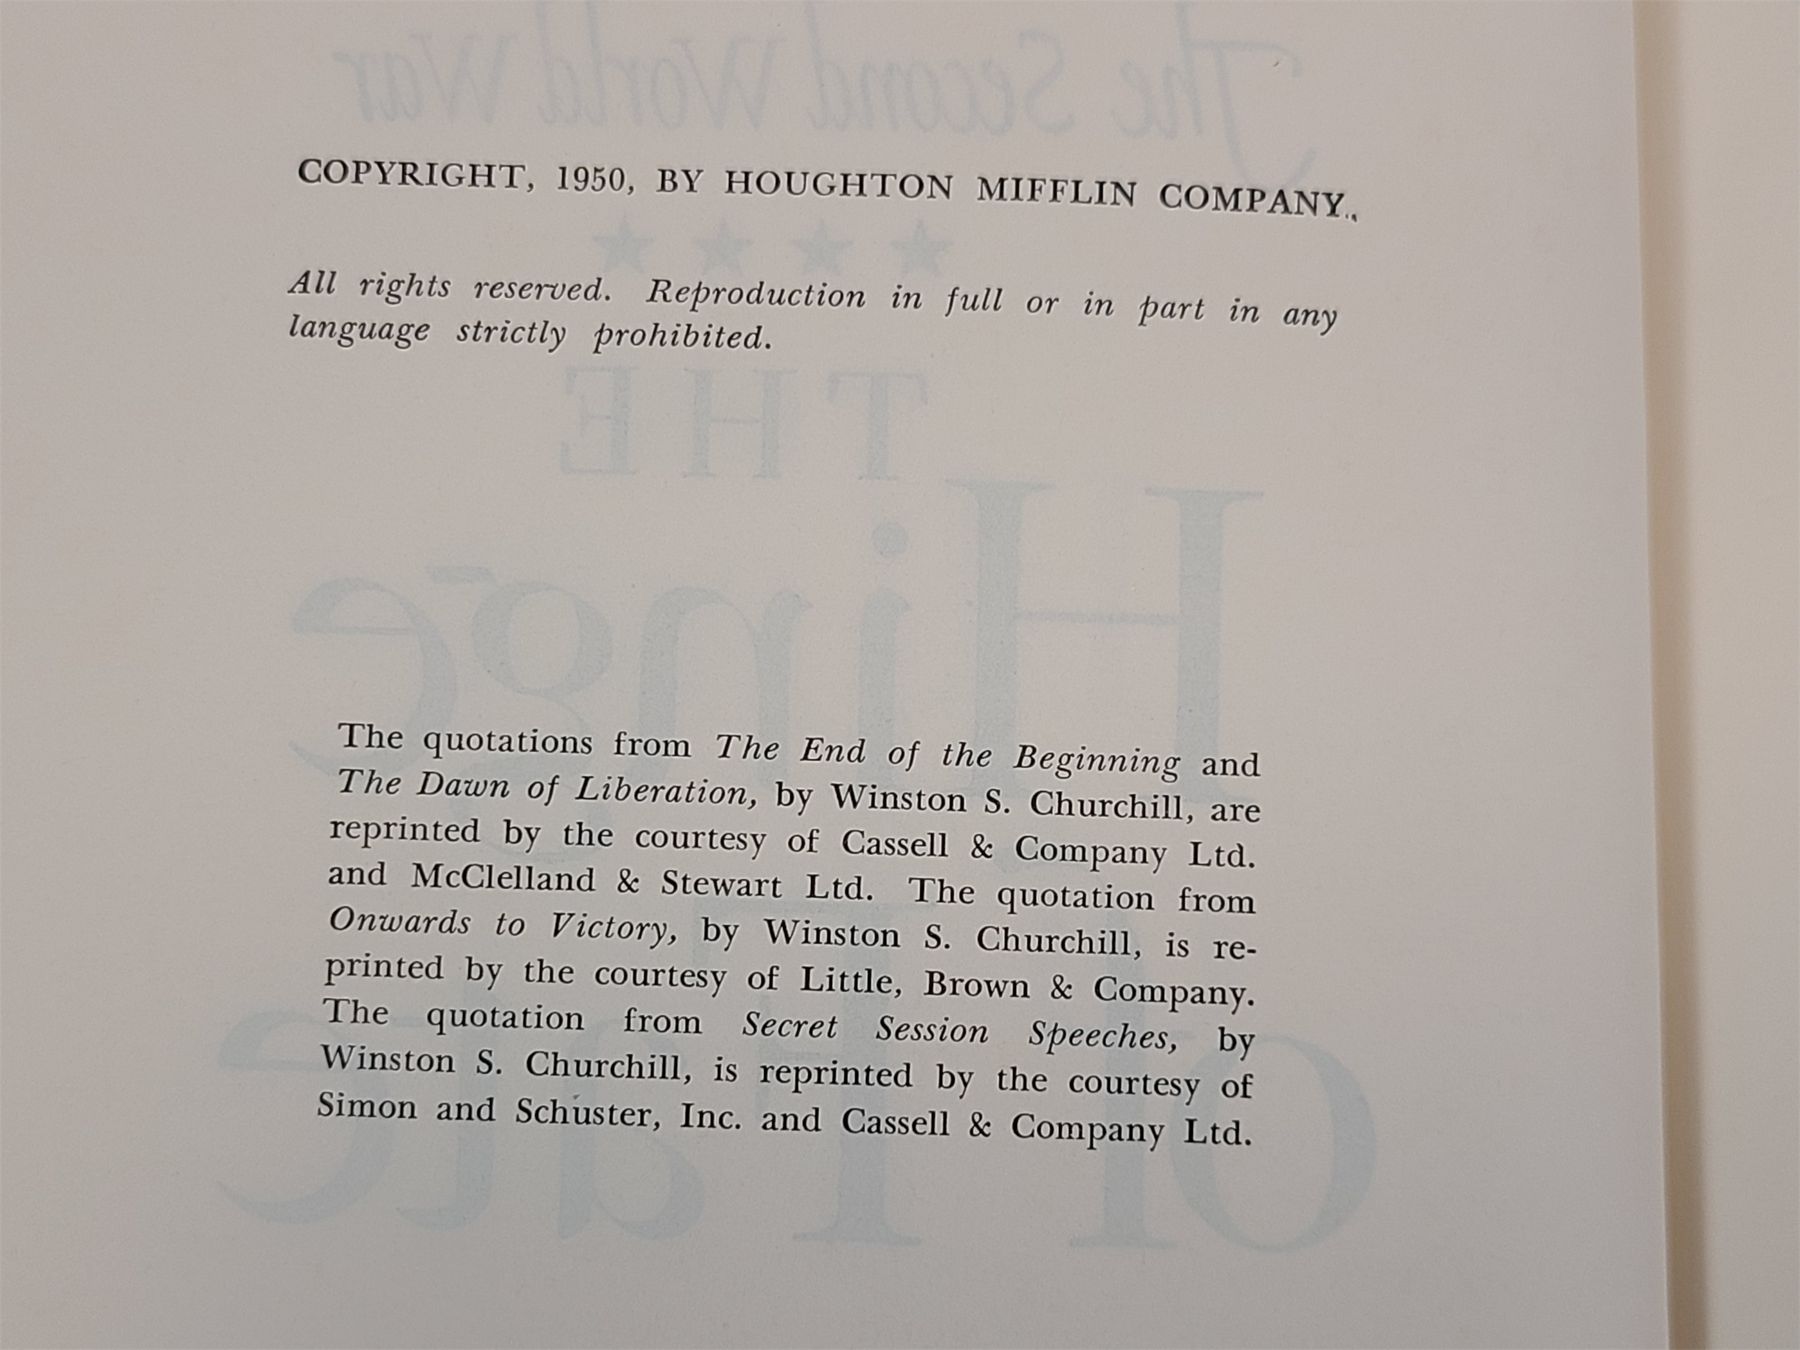 The Second World War
COPYRIGHT, 1950, BY HOUGHTON MIFFLIN COMPANY.
★ ★ ★ ★
All rights reserved. Reproduction in full or in part in any
language strictly prohibited.
THE
Hinge
The quotations from The End of the Beginning and
The Dawn of Liberation, by Winston S. Churchill, are
reprinted by the courtesy of Cassell & Company Ltd.
and McClelland & Stewart Ltd. The quotation from
Onwards to Victory, by Winston S. Churchill, is re-
printed by the courtesy of Little, Brown & Company.
The quotation from Secret Session Speeches, by
Winston S. Churchill, is reprinted by the courtesy of
Simon and Schuster, Inc. and Cassell & Company Ltd.
of Fate